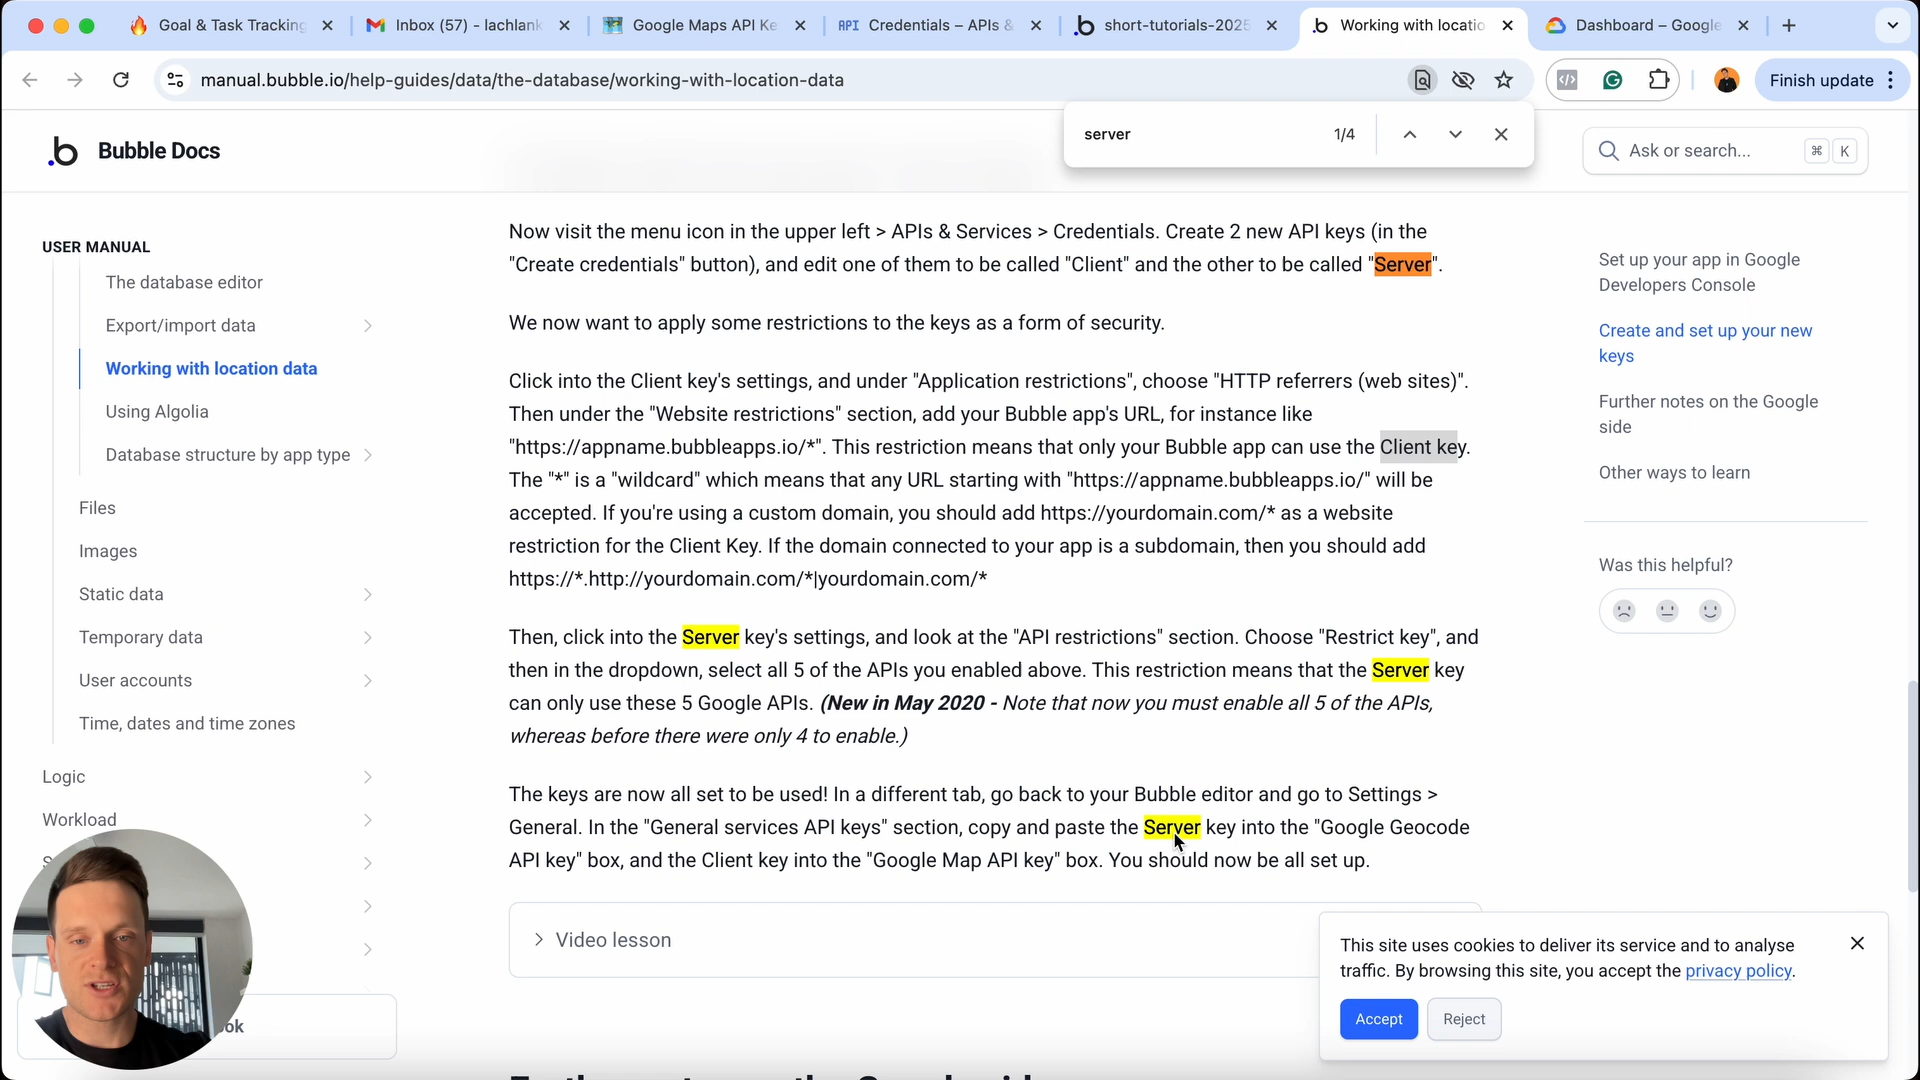 Goal & Task Tracking
Inbox (57) - lachlank
Google Maps API Ke
API Credentials – APIs &
short-tutorials-2025
Working with locatio
Dashboard – Google
manual.bubble.io/help-guides/data/the-database/working-with-location-data
Finish update
server
1/4
Bubble Docs
Ask or search...
⌘ K
USER MANUAL
The database editor
Export/import data
Working with location data
Using Algolia
Database structure by app type
Files
Images
Static data
Temporary data
User accounts
Time, dates and time zones
Logic
Workload
Now visit the menu icon in the upper left > APIs & Services > Credentials. Create 2 new API keys (in the
"Create credentials" button), and edit one of them to be called "Client" and the other to be called "Server".
We now want to apply some restrictions to the keys as a form of security.
Click into the Client key's settings, and under "Application restrictions", choose "HTTP referrers (web sites)".
Then under the "Website restrictions" section, add your Bubble app's URL, for instance like
"https://appname.bubbleapps.io/*". This restriction means that only your Bubble app can use the Client key.
The "*" is a "wildcard" which means that any URL starting with "https://appname.bubbleapps.io/" will be
accepted. If you're using a custom domain, you should add https://yourdomain.com/* as a website
restriction for the Client Key. If the domain connected to your app is a subdomain, then you should add
https://*.http://yourdomain.com/*|yourdomain.com/*
Then, click into the Server key's settings, and look at the "API restrictions" section. Choose "Restrict key", and
then in the dropdown, select all 5 of the APIs you enabled above. This restriction means that the Server key
can only use these 5 Google APIs. (New in May 2020 - Note that now you must enable all 5 of the APIs,
whereas before there were only 4 to enable.)
The keys are now all set to be used! In a different tab, go back to your Bubble editor and go to Settings >
General. In the "General services API keys" section, copy and paste the Server key into the "Google Geocode
API key" box, and the Client key into the "Google Map API key" box. You should now be all set up.
Video lesson
Set up your app in Google
Developers Console
Create and set up your new
keys
Further notes on the Google
side
Other ways to learn
Was this helpful?
This site uses cookies to deliver its service and to analyse
traffic. By browsing this site, you accept the privacy policy.
Accept
Reject